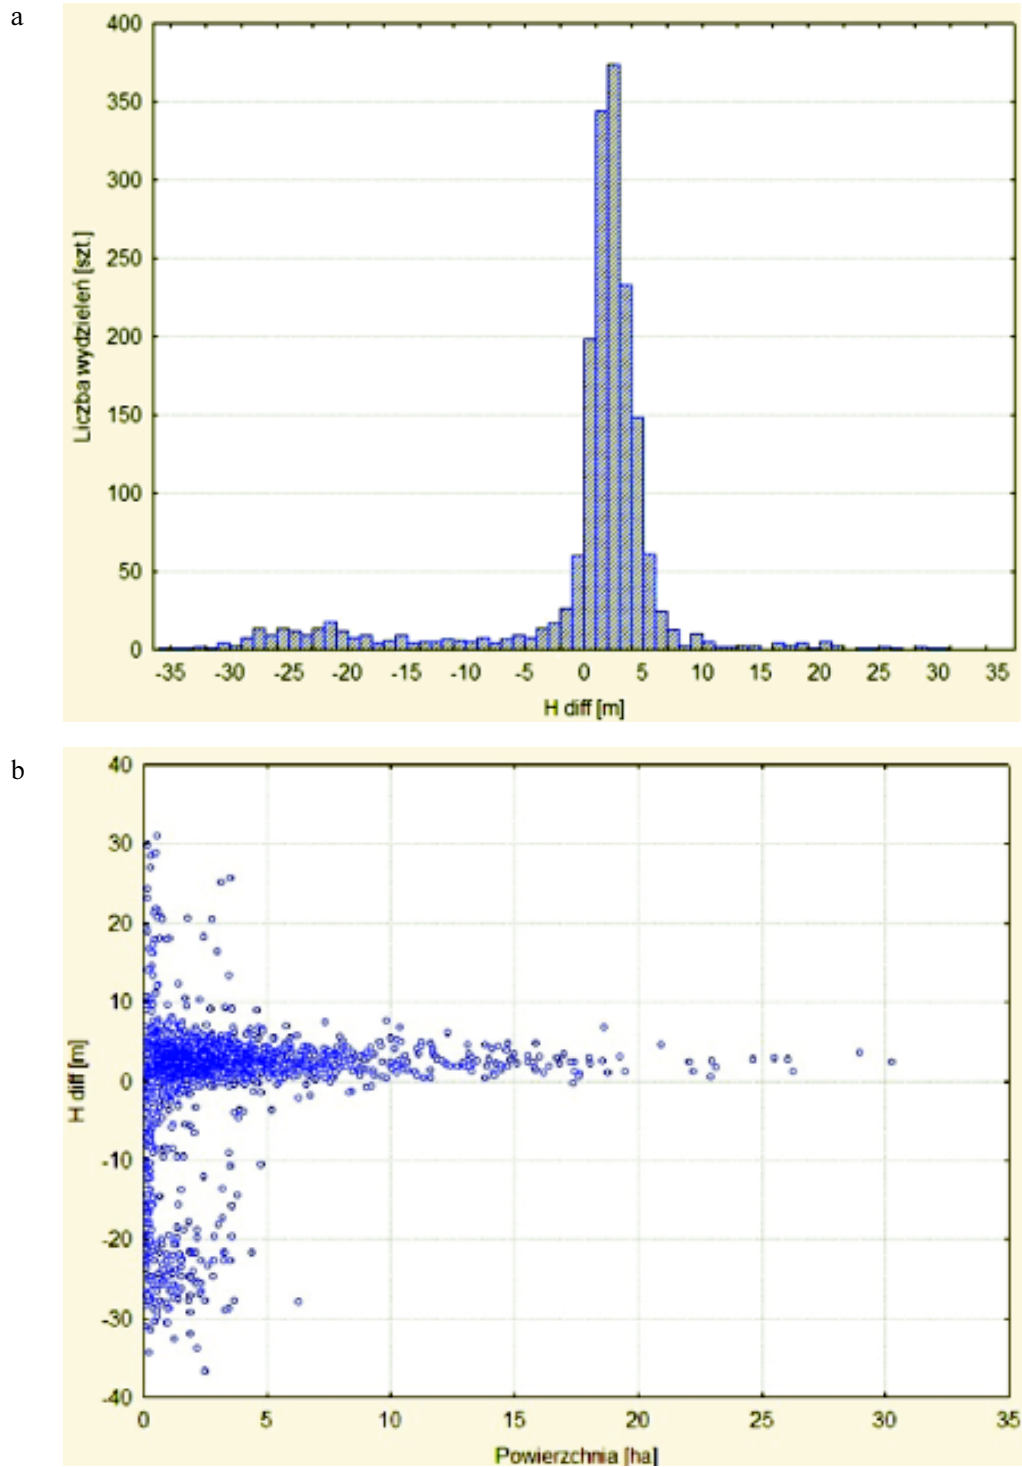 a
400
350
300
250
200
150
100
50
0
Liczba wydzieleń [szt.]
-35 -30 -25 -20 -15 -10 -5 0 5 10 15 20 25 30 35
H diff [m]
b
40
30
20
10
0
-10
-20
-30
-40
H diff [m]
0 5 10 15 20 25 30 35
Powierzchnia [ha]